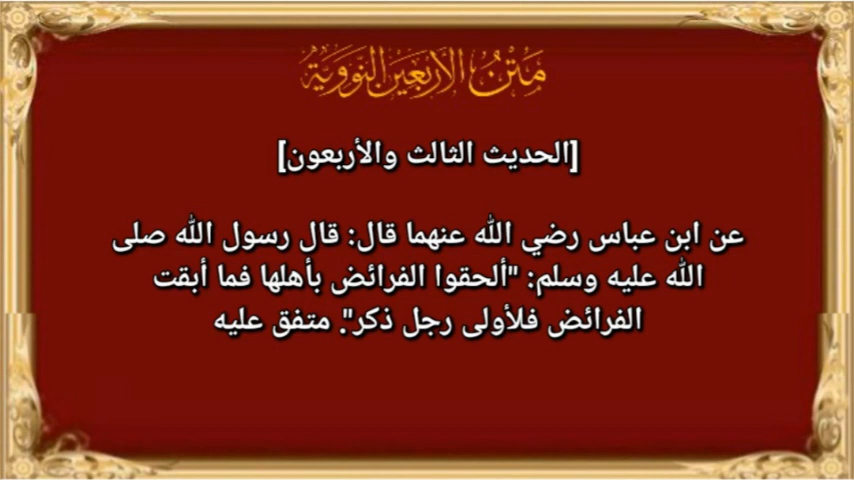 مَتْنُ الأَرْبَعِيْنَ النَّوَوِيَّة
[الحديث الثالث والأربعون]
عن ابن عباس رضي الله عنهما قال: قال رسول الله صلى
الله عليه وسلم: "ألحقوا الفرائض بأهلها فما أبقت
الفرائض فلأولى رجل ذكر". متفق عليه